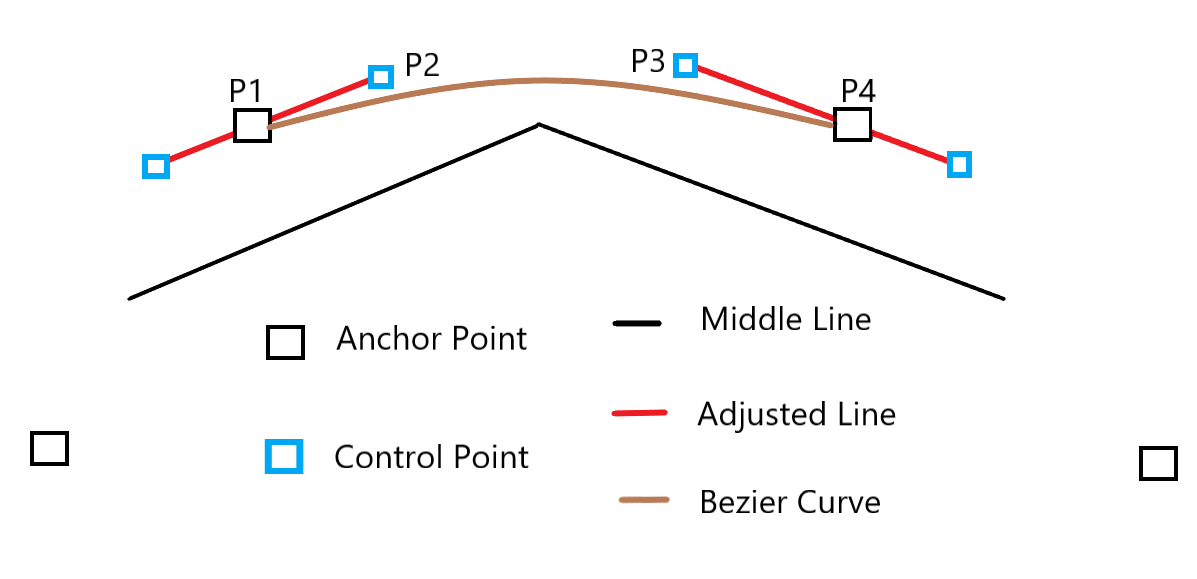 P1
P2
P3
P4
Anchor Point
Control Point
Middle Line
Adjusted Line
Bezier Curve